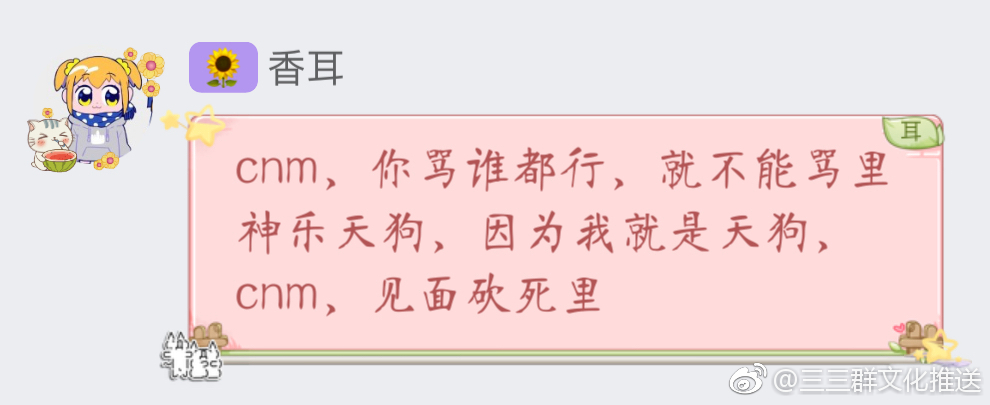 香耳
耳
cnm，你骂谁都行，就不能骂里
神乐天狗，因为我就是天狗，
cnm，见面砍死里
@三三群文化推送